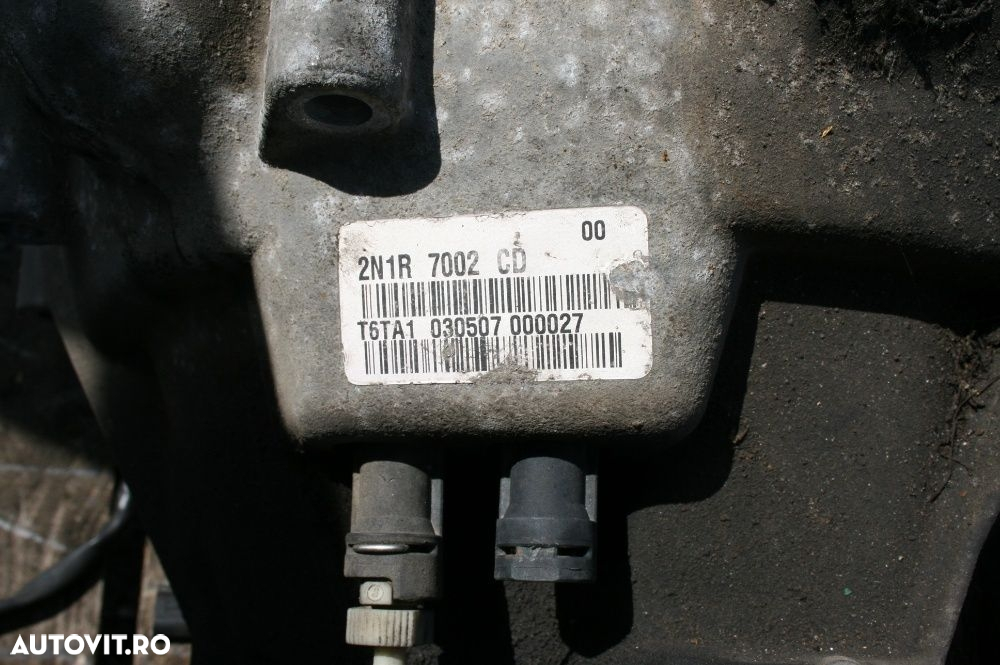 00
2N1R 7002 CD
T6TA1 030507 000027
AUTOVIT.RO